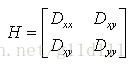 H = [ D_xx D_xy
D_xy D_yy ]